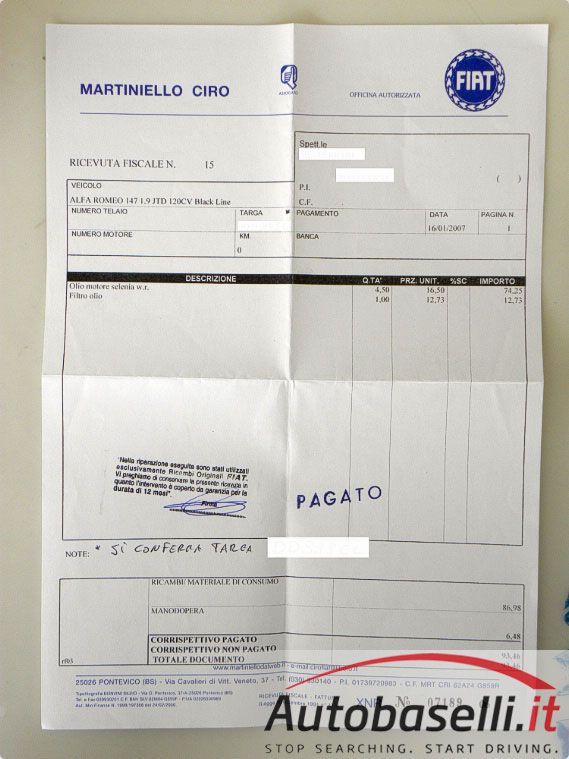 MARTINIELLO CIRO
FIAT
OFFICINA AUTORIZZATA
RICEVUTA FISCALE N. 15
Spett.le
( )
P.I.
C.F.
VEICOLO
ALFA ROMEO 147 1.9 JTD 120CV Black Line
NUMERO TELAIO TARGA * PAGAMENTO DATA PAGINA N.
16/01/2007 1
NUMERO MOTORE KM BANCA
0
DESCRIZIONE Q.TA' PRZ. UNIT. %SC IMPORTO
Olio motore selenia w.r. 4,50 16,50 74,25
Filtro olio 1,00 12,73 12,73
"Nella riparazione eseguita sono stati utilizzati
esclusivamente Ricambi Originali FIAT.
Vi preghiamo di conservare la presente ricevuta in
quanto l'intervento è coperto da garanzia per la
durata di 12 mesi".
Firma
PAGATO
NOTE: * SI CONFERMA TARGA
RICAMBI/MATERIALE DI CONSUMO
86,98
MANODOPERA
6,48
CORRISPETTIVO PAGATO
CORRISPETTIVO NON PAGATO 93,46
rf03 TOTALE DOCUMENTO
25026 PONTEVICO (BS) - Via Cavalieri di Vitt. Veneto, 37 - Tel. (030)
RICEVUTA FISCALE
N° 07189
Autobaselli.it
STOP SEARCHING. START DRIVING.